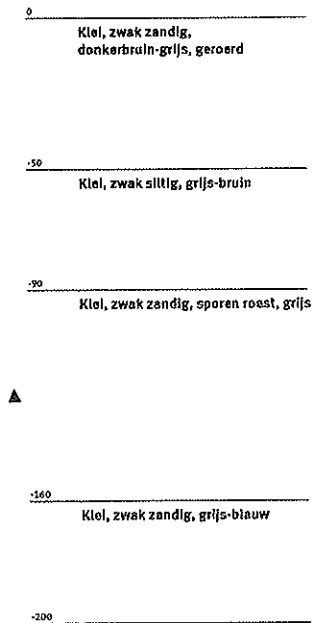 0
Klei, zwak zandig,
donkerbruin-grijs, geroerd
-50
Klei, zwak siltig, grijs-bruin
-90
Klei, zwak zandig, sporen roest, grijs
-160
Klei, zwak zandig, grijs-blauw
-200